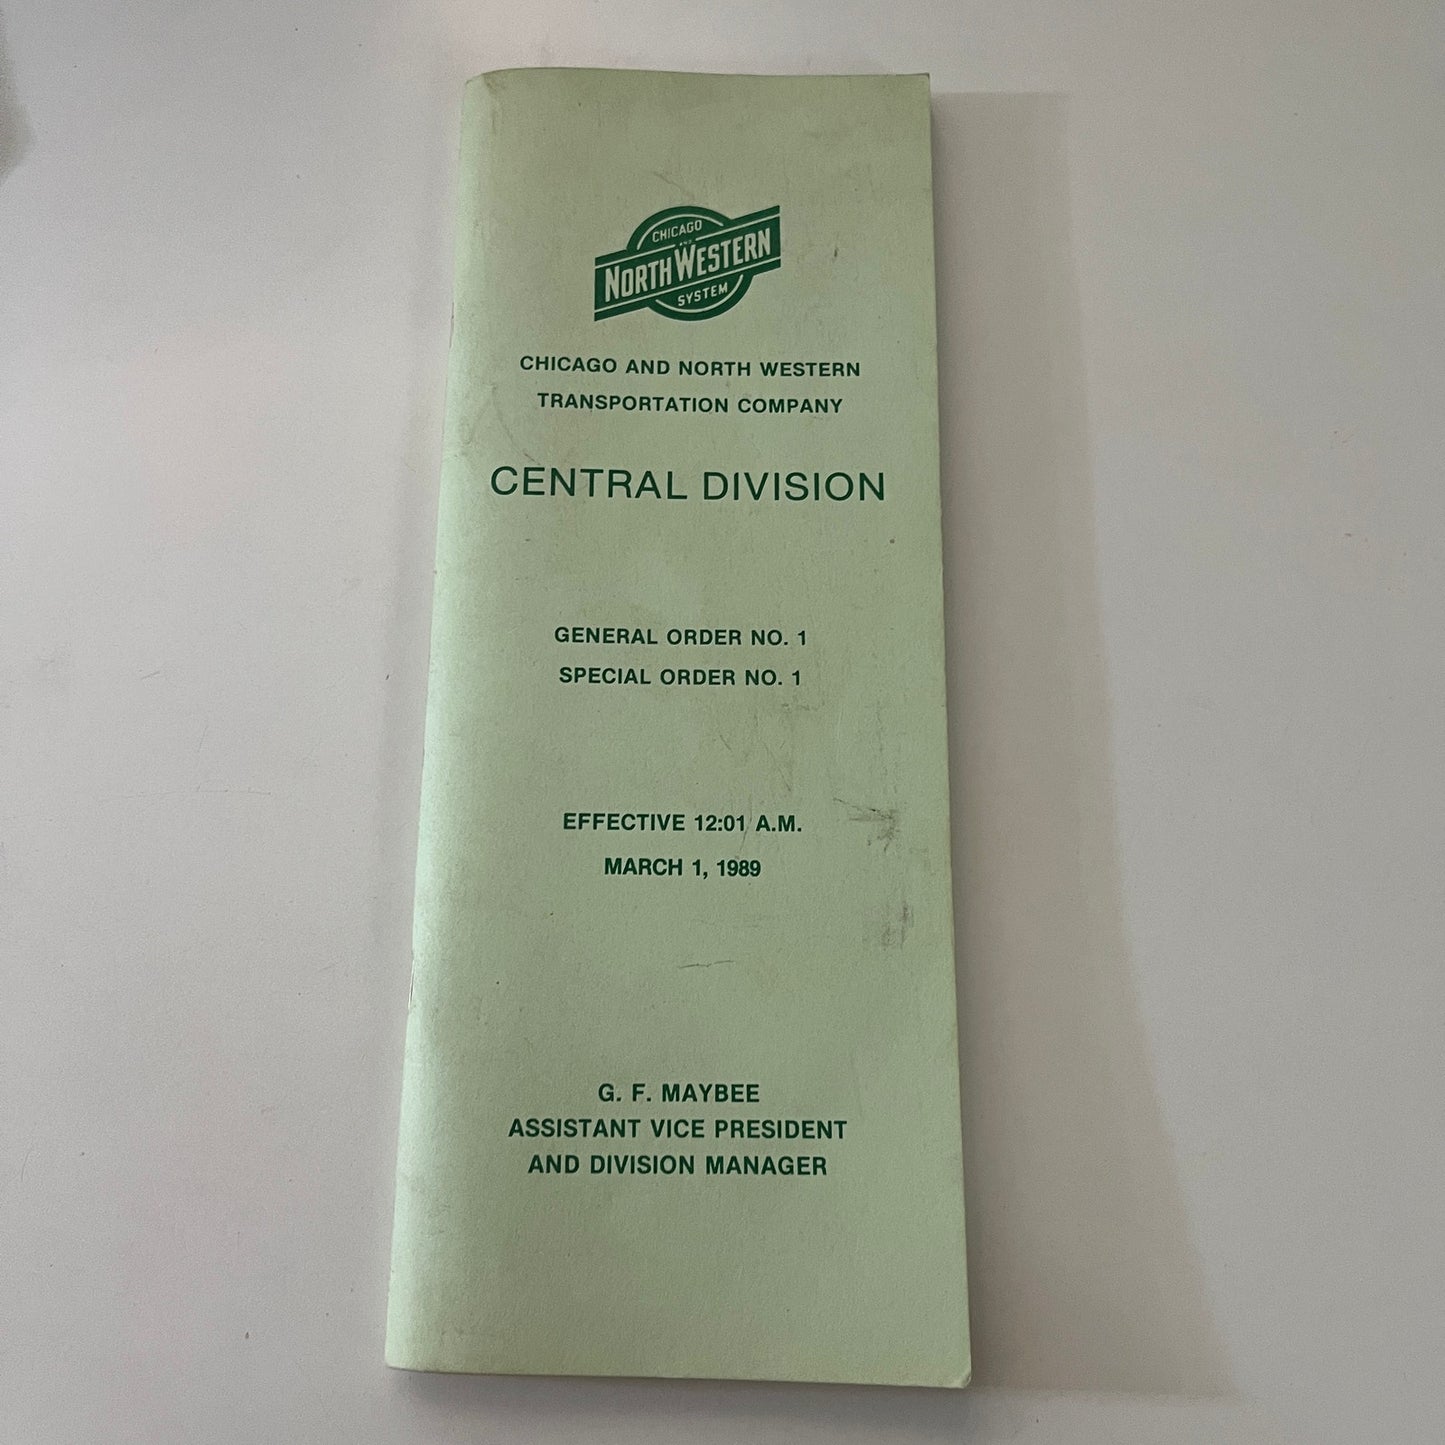 CHICAGO
AND
NORTH WESTERN
SYSTEM
CHICAGO AND NORTH WESTERN
TRANSPORTATION COMPANY
CENTRAL DIVISION
GENERAL ORDER NO. 1
SPECIAL ORDER NO. 1
EFFECTIVE 12:01 A.M.
MARCH 1, 1989
G. F. MAYBEE
ASSISTANT VICE PRESIDENT
AND DIVISION MANAGER